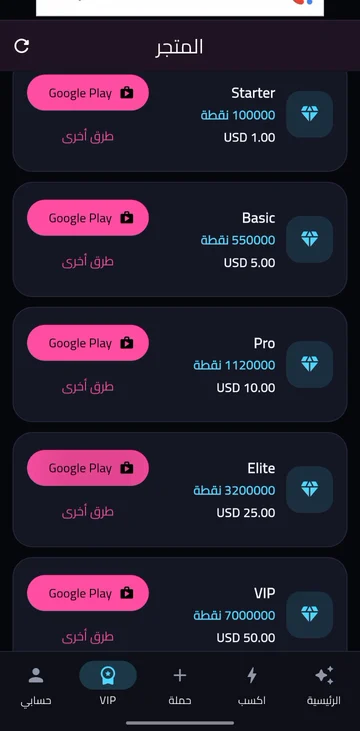 المتجر
Starter
100000 نقطة
USD 1.00
Google Play
طرق أخرى
Basic
550000 نقطة
USD 5.00
Google Play
طرق أخرى
Pro
1120000 نقطة
USD 10.00
Google Play
طرق أخرى
Elite
3200000 نقطة
USD 25.00
Google Play
طرق أخرى
VIP
7000000 نقطة
USD 50.00
Google Play
طرق أخرى
الرئيسية
اكسب
حملة
VIP
حسابي